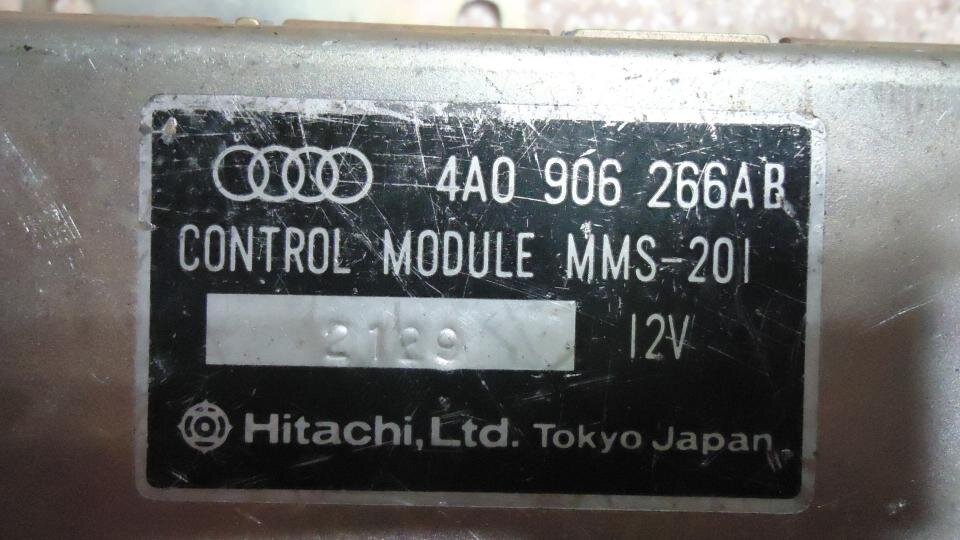 4A0 906 266AB
CONTROL MODULE MMS-201
2129
12V
Hitachi, Ltd. Tokyo Japan